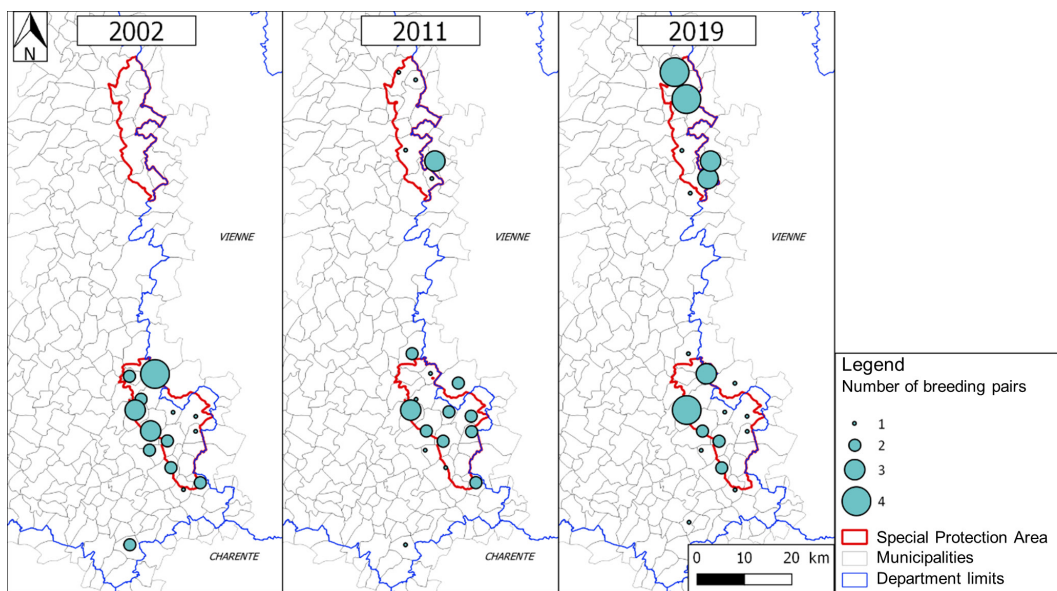 N
2002
2011
2019
VIENNE
VIENNE
VIENNE
CHARENTE
CHARENTE
0 10 20 km
Legend
Number of breeding pairs
1
2
3
4
Special Protection Area
Municipalities
Department limits